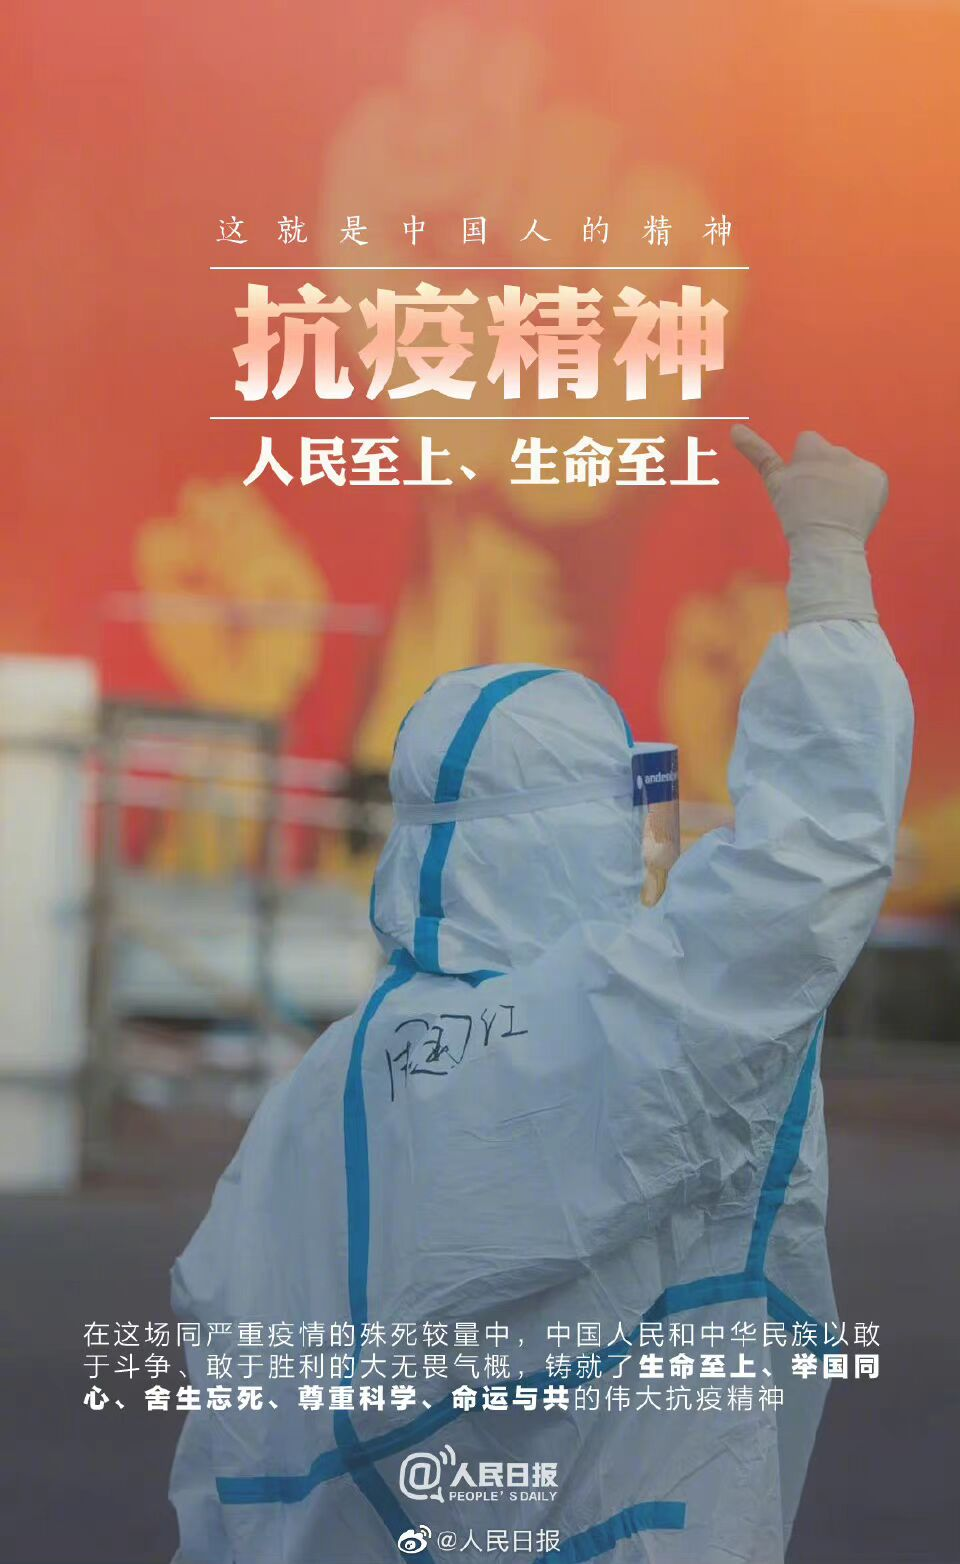 这就是中国人的精神
抗疫精神
人民至上、生命至上
红
在这场同严重疫情的殊死较量中，中国人民和中华民族以敢
于斗争、敢于胜利的大无畏气概，铸就了生命至上、举国同
心、舍生忘死、尊重科学、命运与共的伟大抗疫精神
@人民日报
PEOPLE'S DAILY
@人民日报